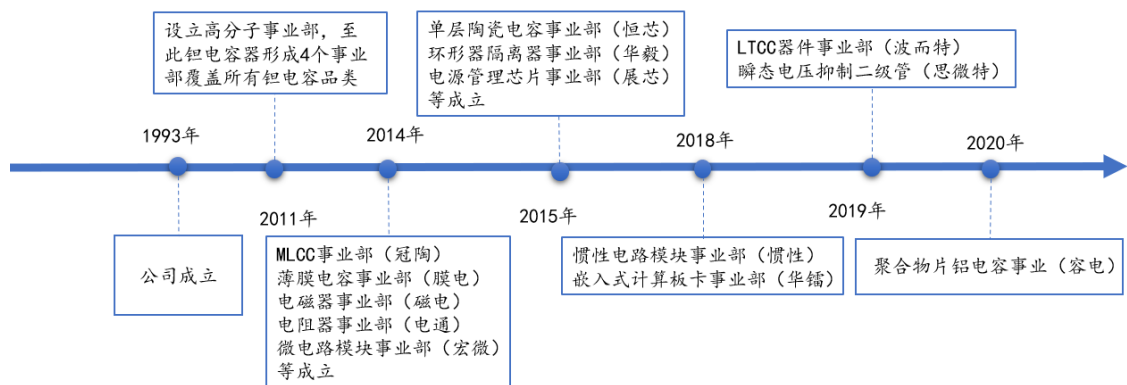 设立高分子事业部，至
此钽电容器形成4个事业
部覆盖所有钽电容品类
单层陶瓷电容事业部（恒芯）
环形器隔离器事业部（华毅）
电源管理芯片事业部（展芯）
等成立
LTCC器件事业部（波而特）
瞬态电压抑制二级管（思微特）
1993年
2014年
2018年
2020年
2011年
2015年
2019年
公司成立
MLCC事业部（冠陶）
薄膜电容事业部（膜电）
电磁器事业部（磁电）
电阻器事业部（电通）
微电路模块事业部（宏微）
等成立
惯性电路模块事业部（惯性）
嵌入式计算板卡事业部（华镭）
聚合物片铝电容事业（容电）